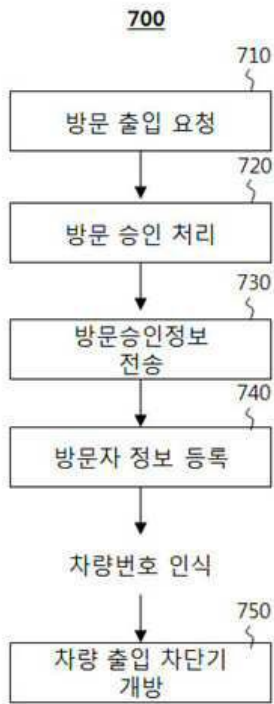 700
710
방문 출입 요청
720
방문 승인 처리
730
방문승인정보
전송
740
방문자 정보 등록
차량번호 인식
750
차량 출입 차단기
개방